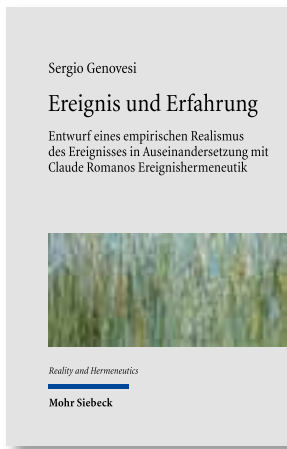 Sergio Genovesi
Ereignis und Erfahrung
Entwurf eines empirischen Realismus
des Ereignisses in Auseinandersetzung mit
Claude Romanos Ereignishermeneutik
Reality and Hermeneutics
Mohr Siebeck